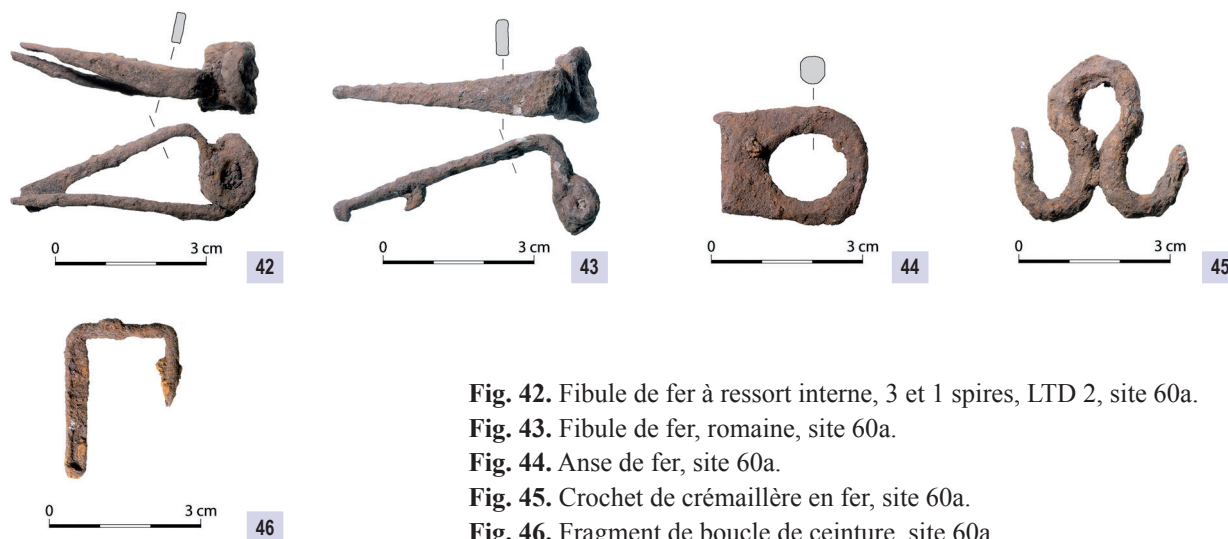 0 3 cm 42
0 3 cm 43
0 3 cm 44
0 3 cm 45
0 3 cm 46
Fig. 42. Fibule de fer à ressort interne, 3 et 1 spires, LTD 2, site 60a.
Fig. 43. Fibule de fer, romaine, site 60a.
Fig. 44. Anse de fer, site 60a.
Fig. 45. Crochet de crémaillère en fer, site 60a.
Fig. 46. Fragment de boucle de ceinture, site 60a